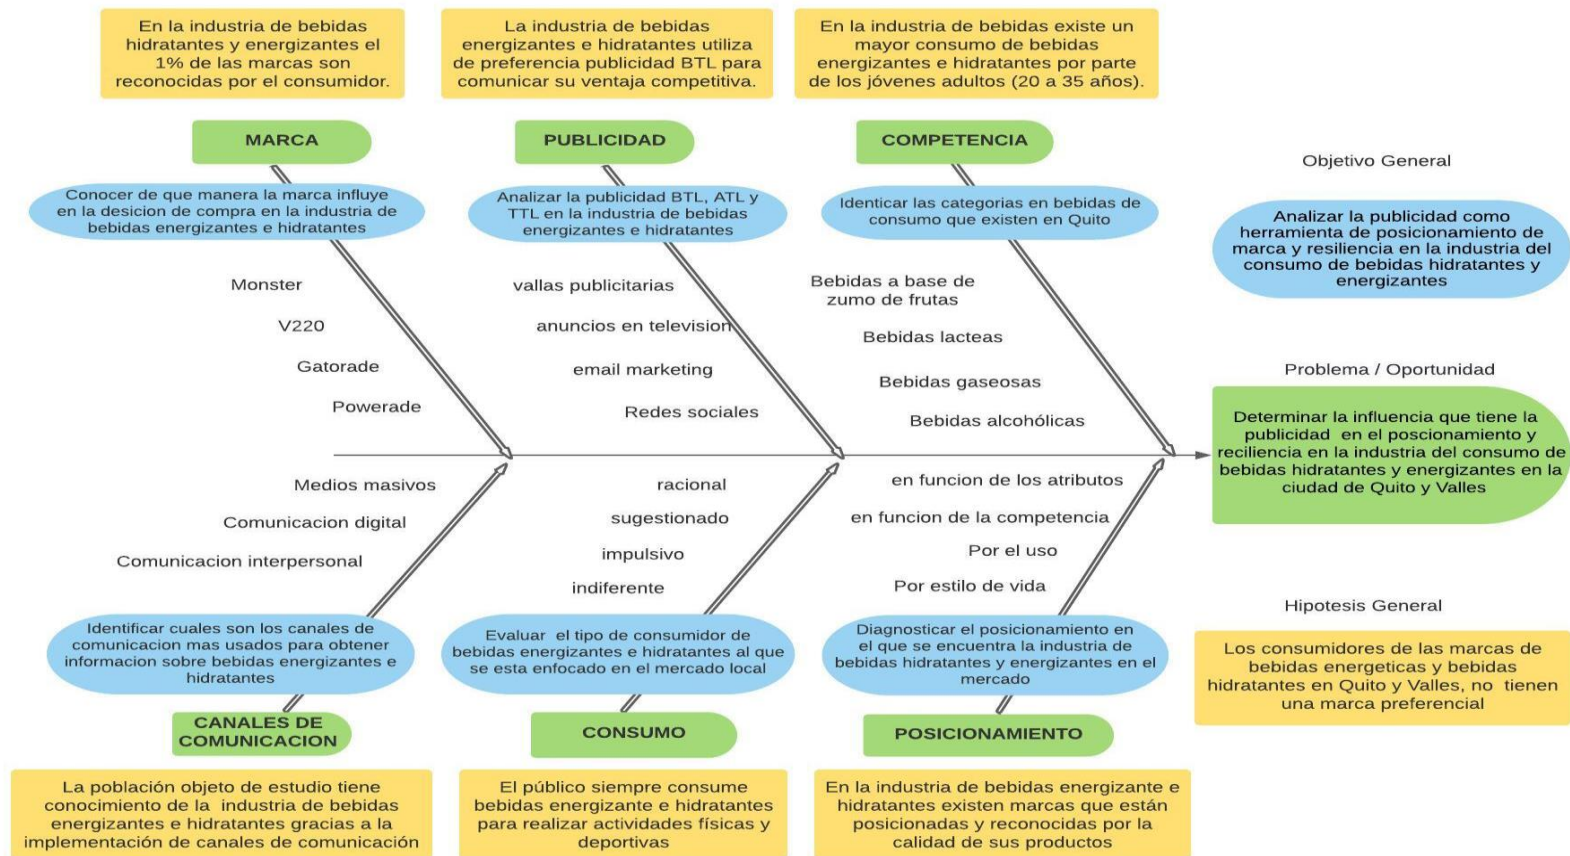 En la industria de bebidas
hidratantes y energizantes el
1% de las marcas son
reconocidas por el consumidor.
La industria de bebidas
energizantes e hidratantes utiliza
de preferencia publicidad BTL para
comunicar su ventaja competitiva.
En la industria de bebidas existe un
mayor consumo de bebidas
energizantes e hidratantes por parte
de los jóvenes adultos (20 a 35 años).
MARCA
PUBLICIDAD
COMPETENCIA
Conocer de que manera la marca influye
en la desicion de compra en la industria de
bebidas energizantes e hidratantes
Analizar la publicidad BTL, ATL y
TTL en la industria de bebidas
energizantes e hidratantes
Identicar las categorias en bebidas de
consumo que existen en Quito
Objetivo General
Analizar la publicidad como
herramienta de posicionamiento de
marca y resiliencia en la industria del
consumo de bebidas hidratantes y
energizantes
Monster
V220
Gatorade
Powerade
vallas publicitarias
anuncios en television
email marketing
Redes sociales
Bebidas a base de
zumo de frutas
Bebidas lacteas
Bebidas gaseosas
Bebidas alcohólicas
Problema / Oportunidad
Determinar la influencia que tiene la
publicidad en el poscionamiento y
reciliencia en la industria del consumo de
bebidas hidratantes y energizantes en la
ciudad de Quito y Valles
Medios masivos
Comunicacion digital
Comunicacion interpersonal
racional
sugestionado
impulsivo
indiferente
en funcion de los atributos
en funcion de la competencia
Por el uso
Por estilo de vida
Identificar cuales son los canales de
comunicacion mas usados para obtener
informacion sobre bebidas energizantes e
hidratantes
Evaluar el tipo de consumidor de
bebidas energizantes e hidratantes al que
se esta enfocado en el mercado local
Diagnosticar el posicionamiento en
el que se encuentra la industria de
bebidas hidratantes y energizantes en el
mercado
Hipotesis General
Los consumidores de las marcas de
bebidas energeticas y bebidas
hidratantes en Quito y Valles, no tienen
una marca preferencial
CANALES DE
COMUNICACION
CONSUMO
POSICIONAMIENTO
La población objeto de estudio tiene
conocimiento de la industria de bebidas
energizantes e hidratantes gracias a la
implementación de canales de comunicación
El público siempre consume
bebidas energizante e hidratantes
para realizar actividades físicas y
deportivas
En la industria de bebidas energizante e
hidratantes existen marcas que están
posicionadas y reconocidas por la
calidad de sus productos